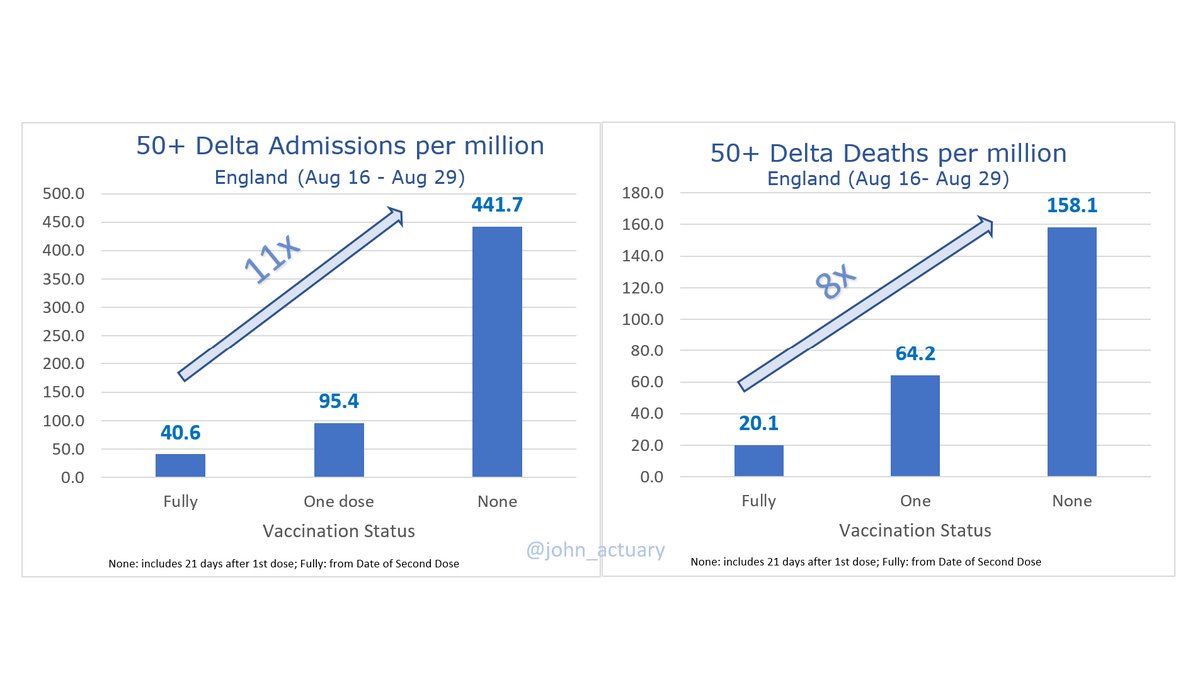 50+ Delta Admissions per million
England (Aug 16 - Aug 29)
500.0
450.0
400.0
350.0
300.0
250.0
200.0
150.0
100.0
50.0
0.0
11x
40.6
95.4
441.7
Fully
One dose
None
Vaccination Status
None: includes 21 days after 1st dose; Fully: from Date of Second Dose
50+ Delta Deaths per million
England (Aug 16- Aug 29)
180.0
160.0
140.0
120.0
100.0
80.0
60.0
40.0
20.0
0.0
8x
20.1
64.2
158.1
Fully
One
None
Vaccination Status
None: includes 21 days after 1st dose; Fully: from Date of Second Dose
@john_actuary